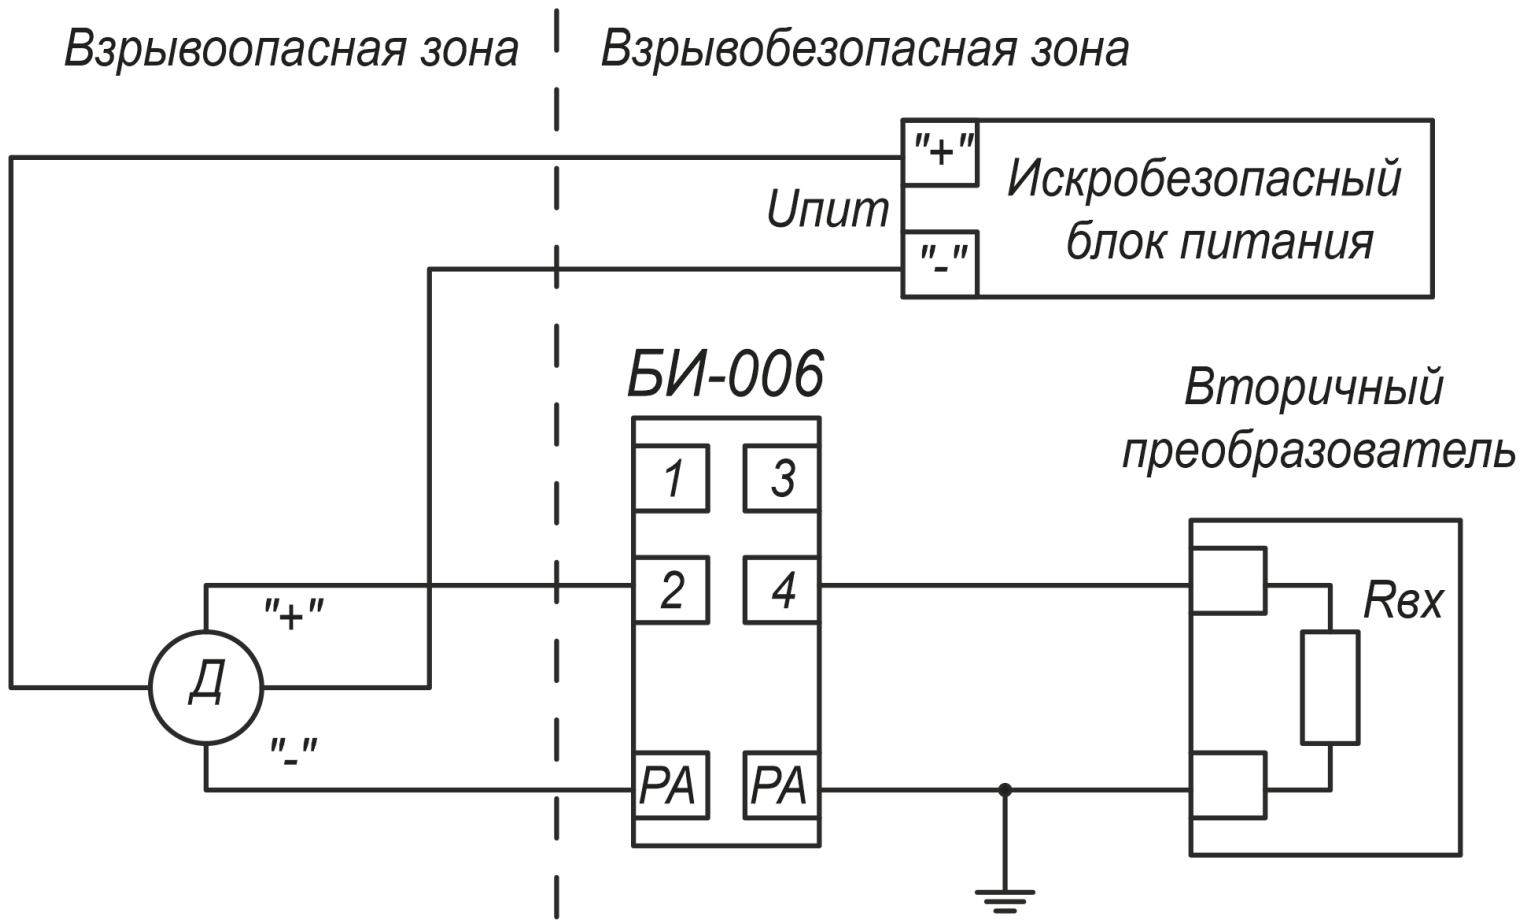 Взрывоопасная зона
Взрывобезопасная зона
"+"
Искробезопасный
Uпит
блок питания
"-"
БИ-006
Вторичный
преобразователь
1
3
2
4
Rвх
"+"
Д
"-"
PA
PA